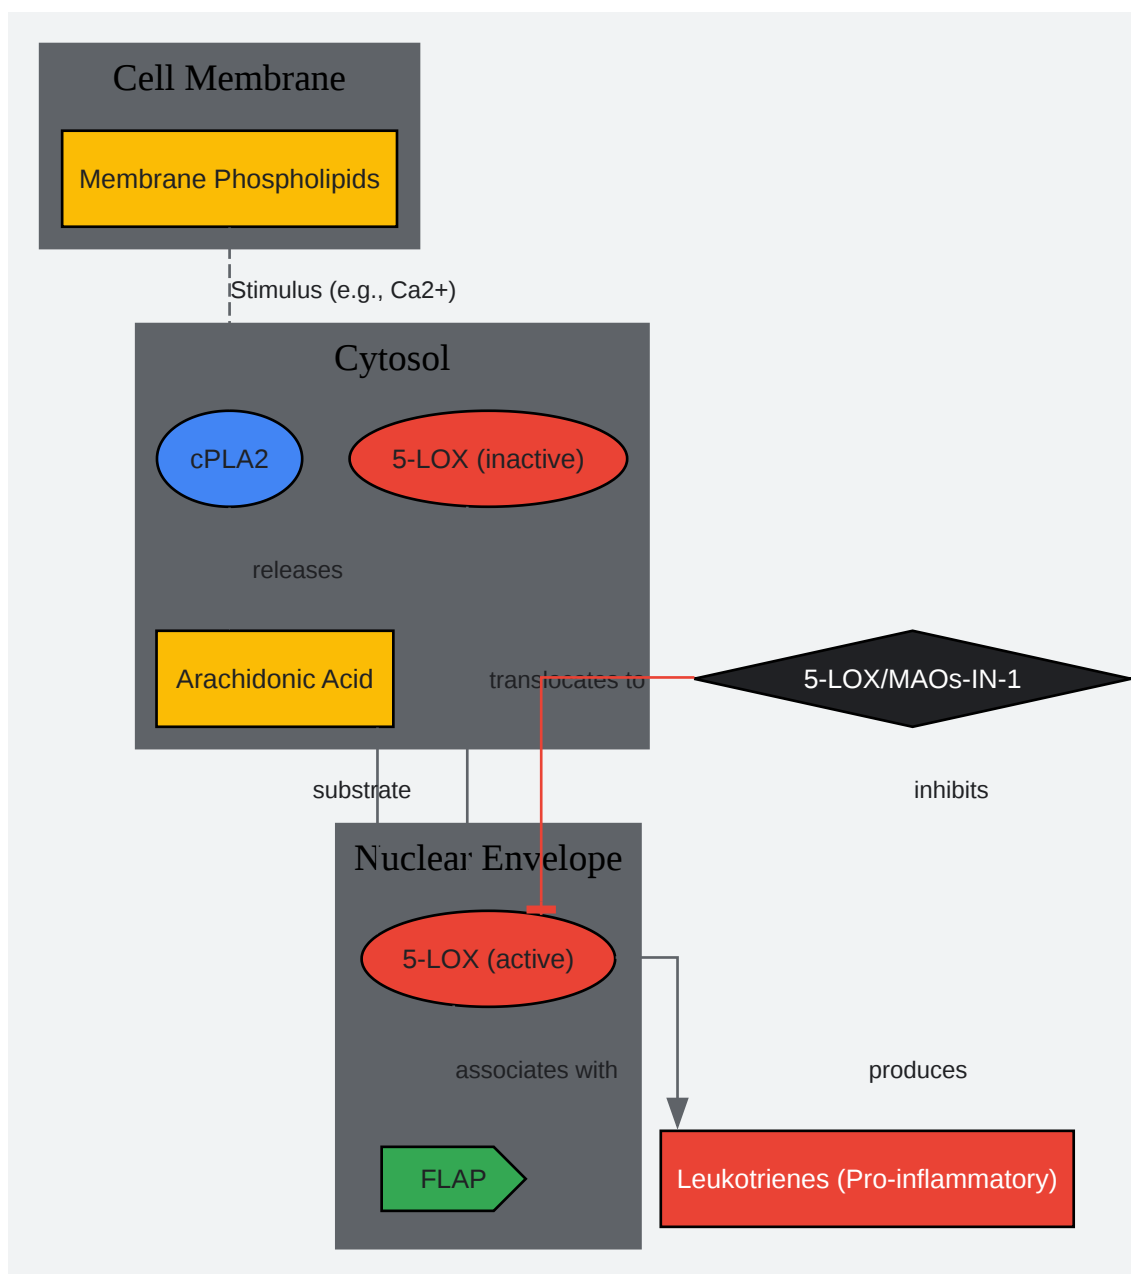 Cell Membrane
Membrane Phospholipids
Stimulus (e.g., Ca2+)
Cytosol
cPLA2
5-LOX (inactive)
releases
Arachidonic Acid
translocates to
5-LOX/MAOs-IN-1
substrate
inhibits
Nuclear Envelope
5-LOX (active)
associates with
produces
FLAP
Leukotrienes (Pro-inflammatory)